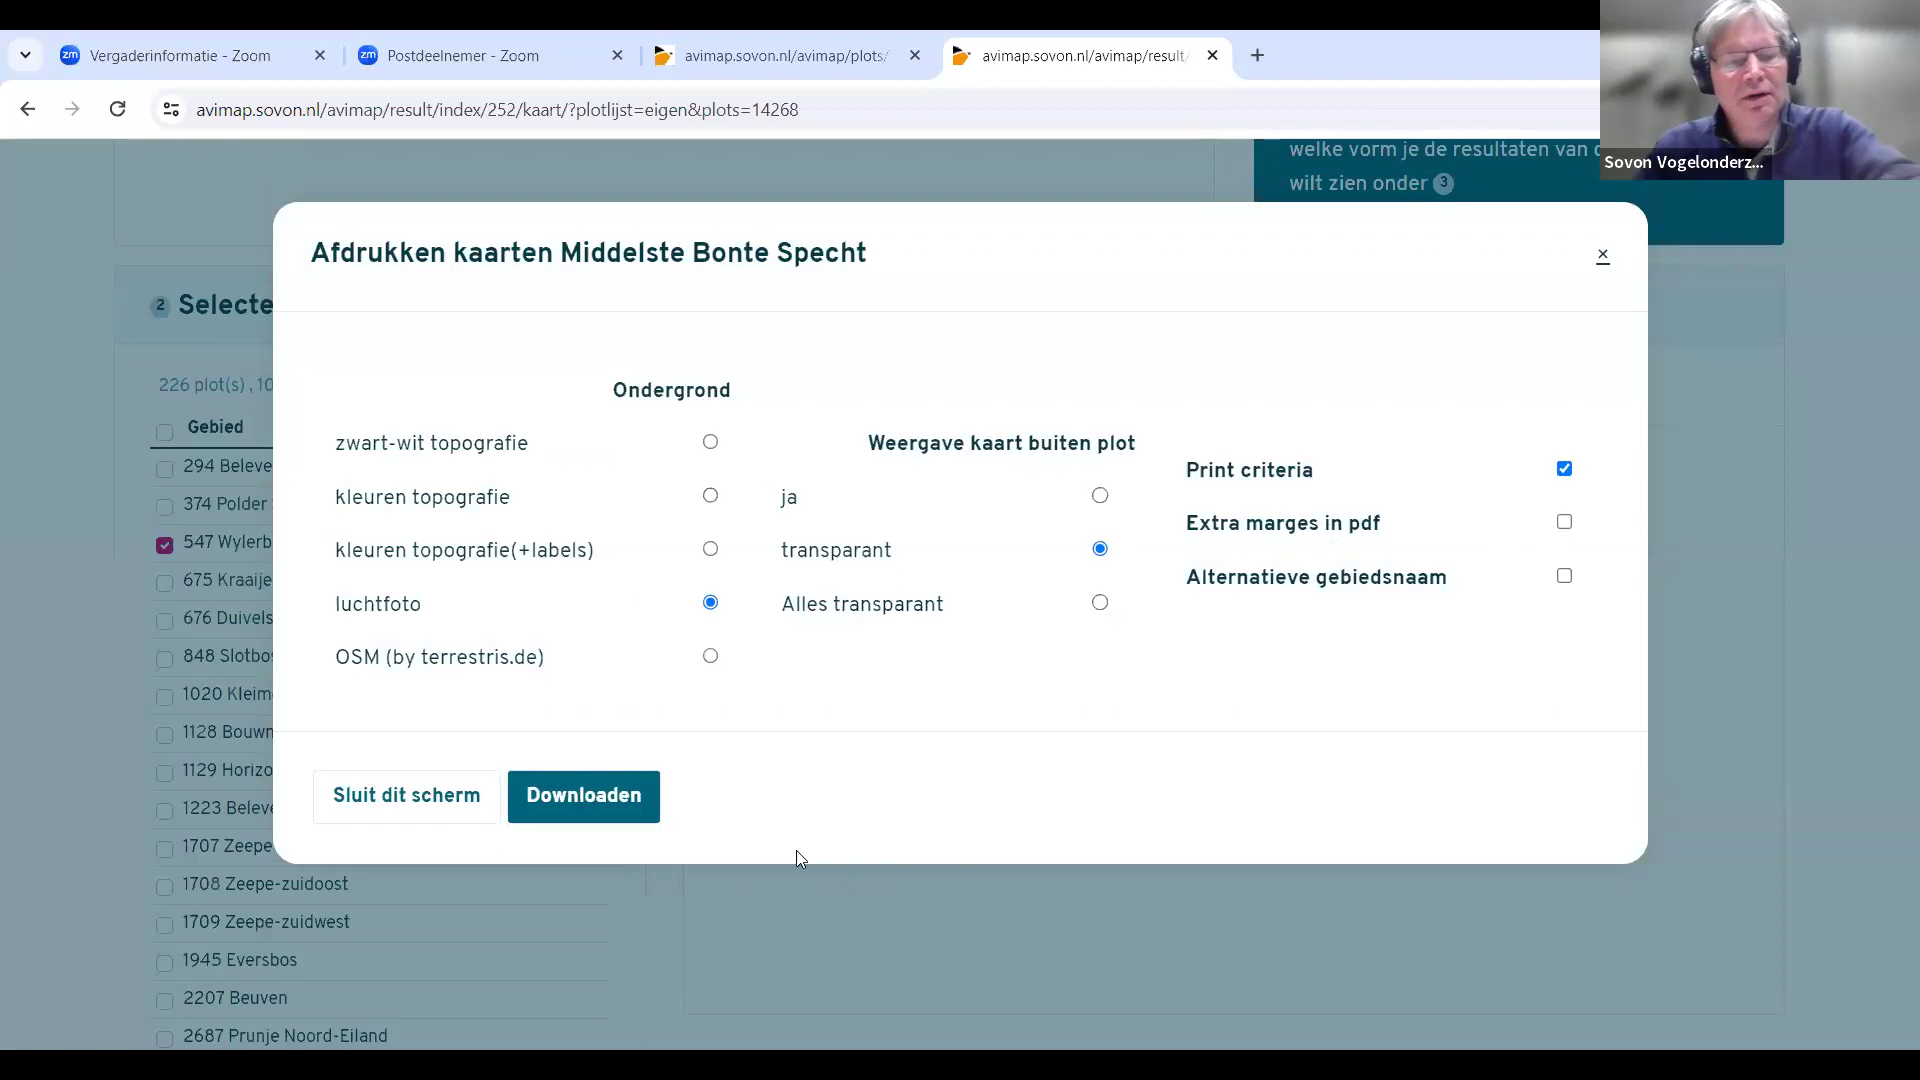 Vergaderinformatie - Zoom
Postdeelnemer - Zoom
avimap.sovon.nl/avimap/plots/
avimap.sovon.nl/avimap/result/
avimap.sovon.nl/avimap/result/index/252/kaart/?plotlijst=eigen&plots=14268
Sovon Vogelonderz...
welke vorm je de resultaten van
wilt zien onder 3
Afdrukken kaarten Middelste Bonte Specht
×
2 Selecte
226 plot(s) , 10
Gebied
294 Beleve
374 Polder
547 Wylerb
675 Kraaije
676 Duivels
848 Slotbos
1020 Kleim
1128 Bouwn
1129 Horizo
1223 Beleve
1707 Zeepe
1708 Zeepe-zuidoost
1709 Zeepe-zuidwest
1945 Eversbos
2207 Beuven
2687 Prunje Noord-Eiland
Ondergrond
zwart-wit topografie
kleuren topografie
kleuren topografie(+labels)
luchtfoto
OSM (by terrestris.de)
Weergave kaart buiten plot
ja
transparant
Alles transparant
Print criteria
Extra marges in pdf
Alternatieve gebiedsnaam
Sluit dit scherm
Downloaden